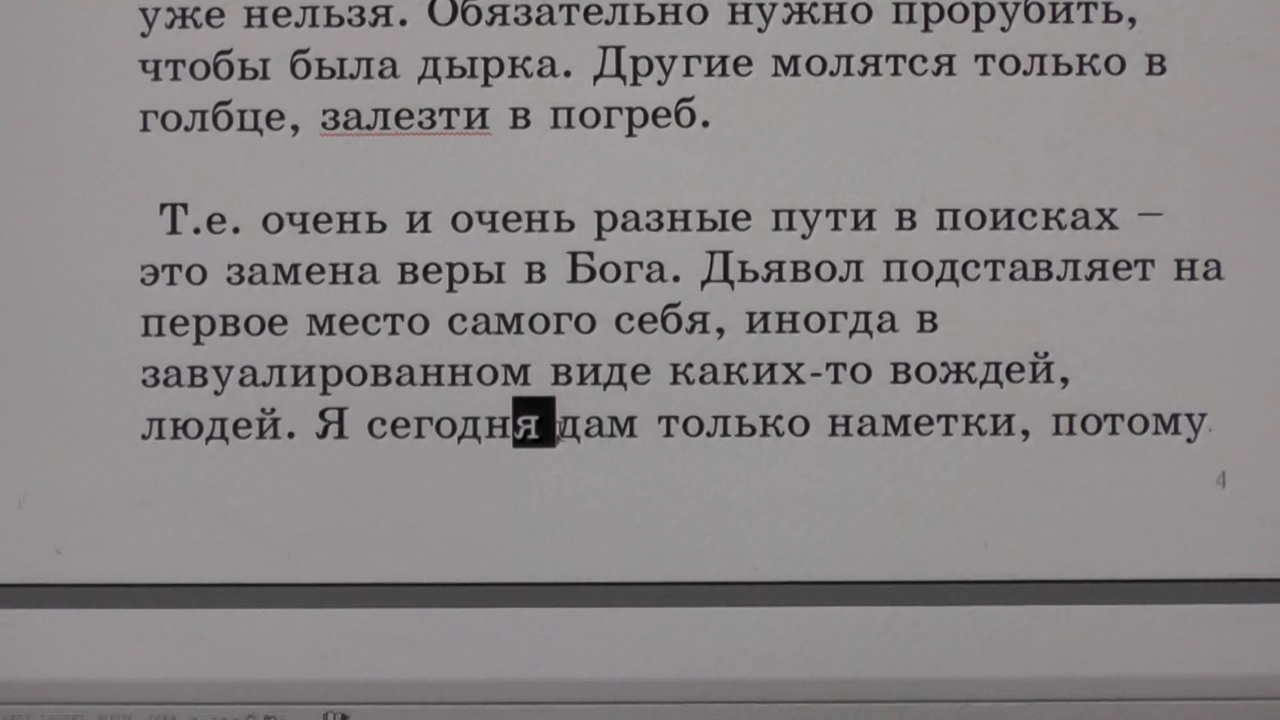 уже нельзя. Обязательно нужно прорубить,
чтобы была дырка. Другие молятся только в
голбце, залезти в погреб.
Т.е. очень и очень разные пути в поисках –
это замена веры в Бога. Дьявол подставляет на
первое место самого себя, иногда в
завуалированном виде каких-то вождей,
людей. Я сегодня дам только наметки, потому
4